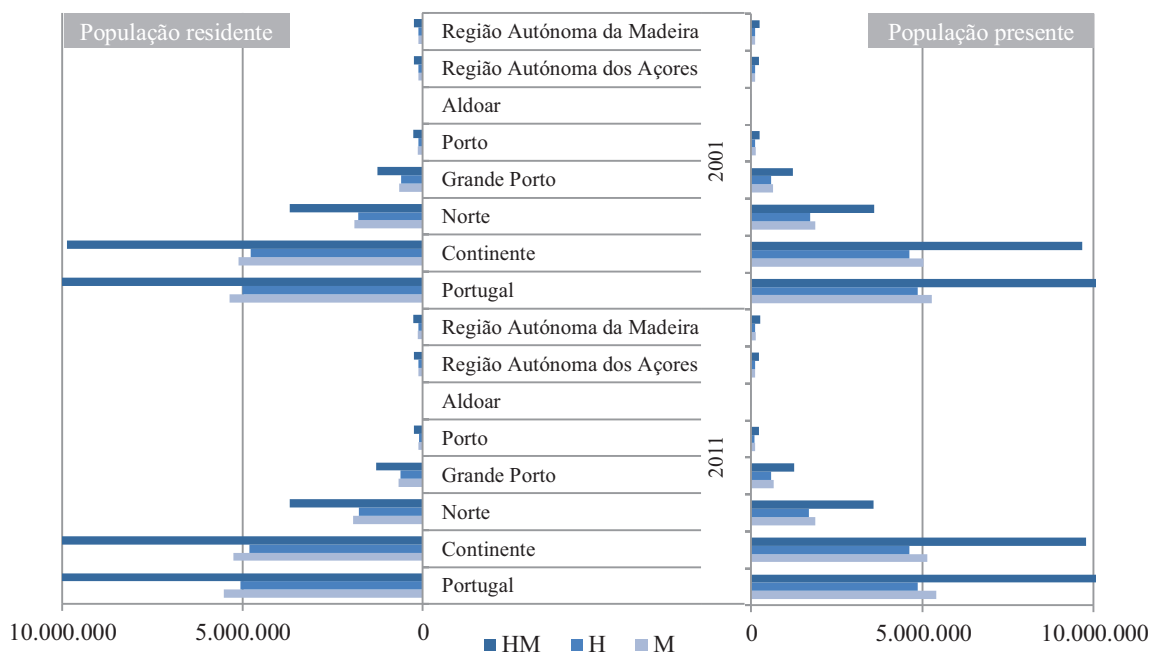 População residente
População presente
Região Autónoma da Madeira
Região Autónoma dos Açores
Aldoar
Porto
Grande Porto
Norte
Continente
Portugal
2001
Região Autónoma da Madeira
Região Autónoma dos Açores
Aldoar
Porto
Grande Porto
Norte
Continente
Portugal
2011
10.000.000 5.000.000 0 0 5.000.000 10.000.000
HM H M